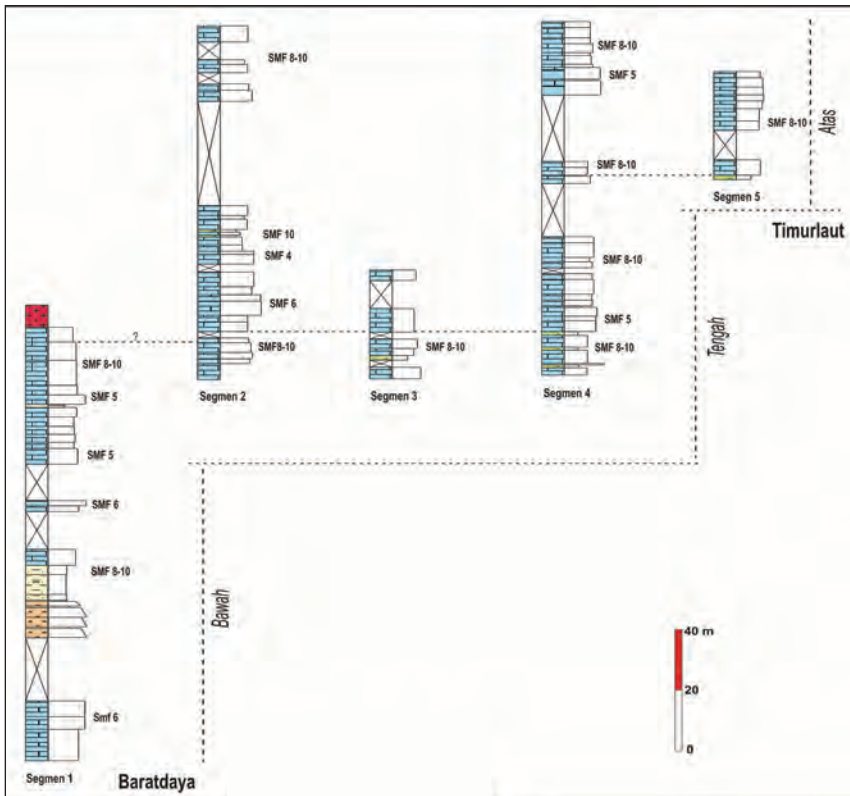 SMF 8-10
SMF 10
SMF 4
SMF 6
SMF8-10
Segmen 2
?
SMF 8-10
SMF 5
SMF 5
SMF 6
SMF 8-10
Smf 6
Segmen 1
Baratdaya
SMF 8-10
Segmen 3
SMF 8-10
SMF 5
SMF 8-10
SMF 8-10
SMF 5
SMF 8-10
Segmen 4
SMF 8-10
Segmen 5
Atas
Timurlaut
Tengah
Bawah
40 m
20
0